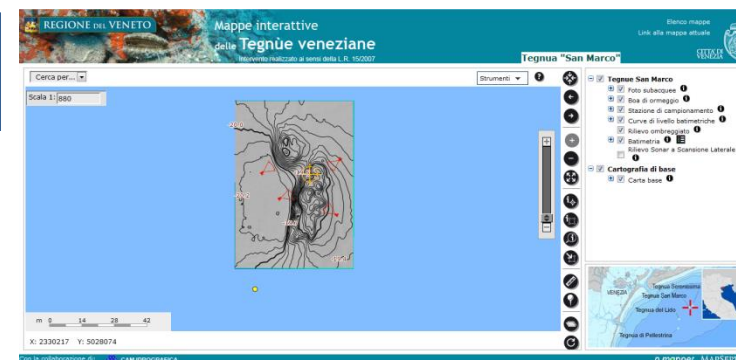 REGIONE DEL VENETO
Mappe interattive
delle Tegnùe veneziane
Intervento realizzato ai sensi della L.R. 15/2007
Elenco mappe
Link alla mappa attuale
CITTA' DI
VENEZIA
Tegnua "San Marco"
Cerca per...
Strumenti
Scala 1: 880
Tegnue San Marco
Foto subacquee
Boa di ormeggio
Stazione di campionamento
Curve di livello batimetriche
Rilievo ombreggiato
Batimetria
Rilievo Sonar a Scansione Laterale
Cartografia di base
Carta base
m 0 14 28 42
X: 2330217 Y: 5028074
VENEZIA
Tegnua Serenissima
Tegnua San Marco
Tegnua del Lido
Tegnua di Pellestrina
Con la collaborazione di:
p.mapper